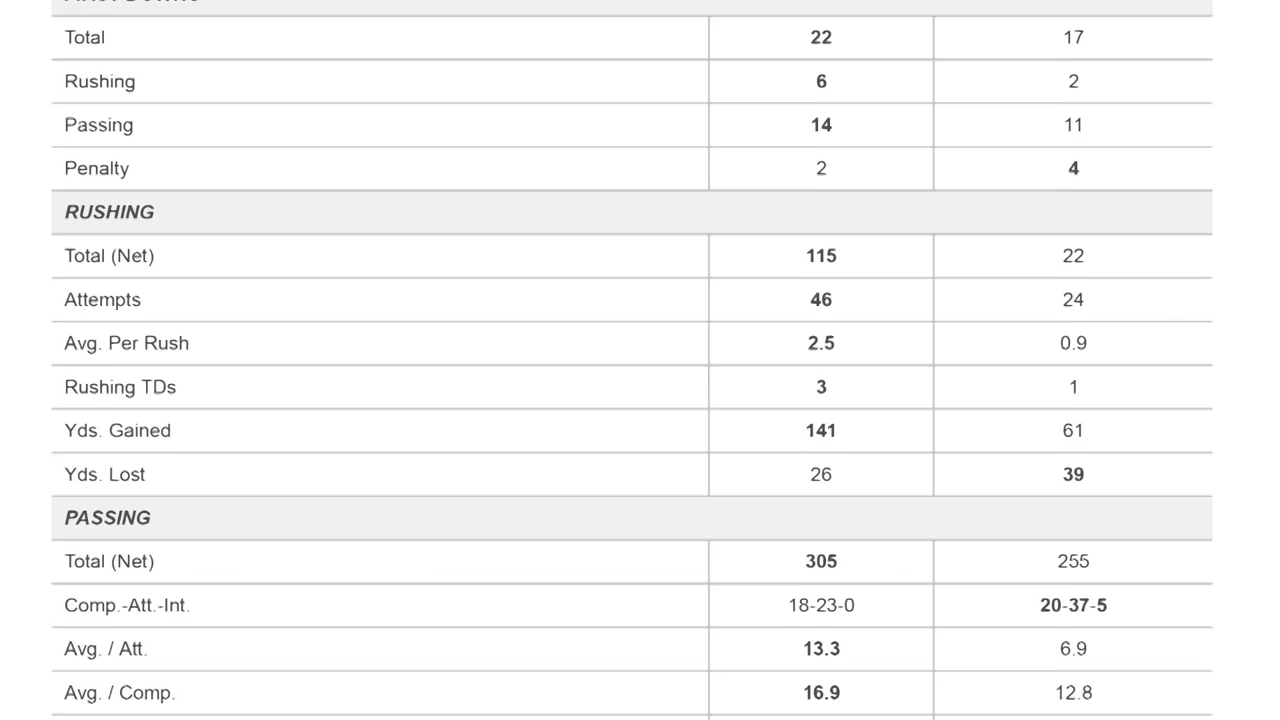 Total 22 17
Rushing 6 2
Passing 14 11
Penalty 2 4
RUSHING
Total (Net) 115 22
Attempts 46 24
Avg. Per Rush 2.5 0.9
Rushing TDs 3 1
Yds. Gained 141 61
Yds. Lost 26 39
PASSING
Total (Net) 305 255
Comp.-Att.-Int. 18-23-0 20-37-5
Avg. / Att. 13.3 6.9
Avg. / Comp. 16.9 12.8